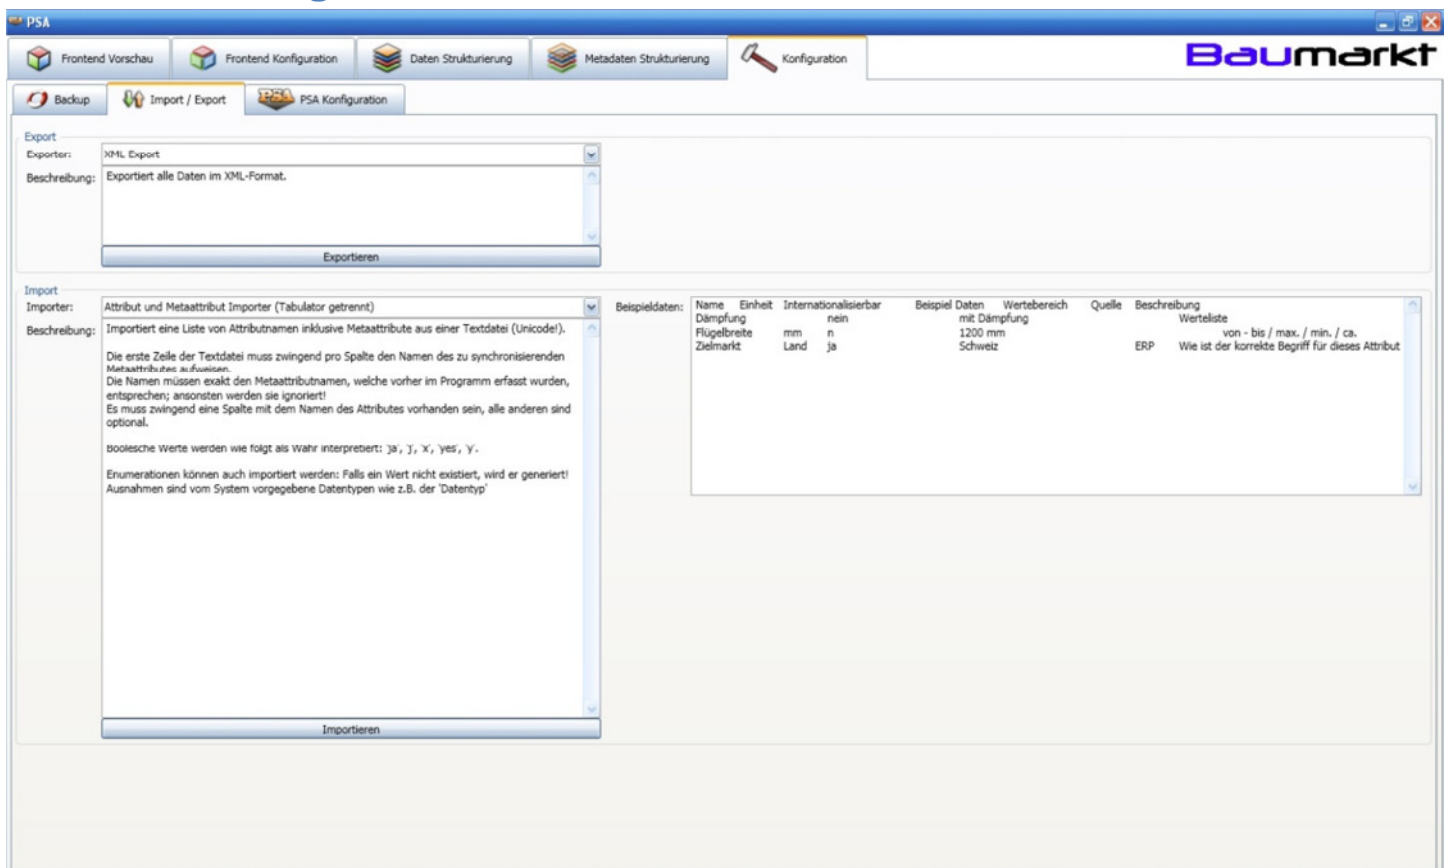 PSA
Frontend Vorschau
Frontend Konfiguration
Daten Strukturierung
Metadaten Strukturierung
Konfiguration
Baumarkt
Backup
Import / Export
PSA
PSA Konfiguration
Export
Exporter:
XML Export
Beschreibung:
Exportiert alle Daten im XML-Format.
Exportieren
Import
Importer:
Attribut und Metaattribut Importer (Tabulator getrennt)
Beschreibung:
Importiert eine Liste von Attributnamen inklusive Metaattribute aus einer Textdatei (Unicode!).
Die erste Zeile der Textdatei muss zwingend pro Spalte den Namen des zu synchronisierenden
Metaattributes aufweisen.
Die Namen müssen exakt den Metaattributnamen, welche vorher im Programm erfasst wurden,
entsprechen; ansonsten werden sie ignoriert!
Es muss zwingend eine Spalte mit dem Namen des Attributes vorhanden sein, alle anderen sind
optional.
Boolesche Werte werden wie folgt als Wahr interpretiert: 'ja', 'j', 'x', 'yes', 'y'.
Enumerationen können auch importiert werden: Falls ein Wert nicht existiert, wird er generiert!
Ausnahmen sind vom System vorgegebene Datentypen wie z.B. der 'Datentyp'
Importieren
Beispieldaten:
Name Einheit Internationalisierbar Beispiel Daten Wertebereich Quelle Beschreibung
Dämpfung nein mit Dämpfung Werteliste
Flügelbreite mm n 1200 mm von - bis / max. / min. / ca.
Zielmarkt Land ja Schweiz ERP Wie ist der korrekte Begriff für dieses Attribut